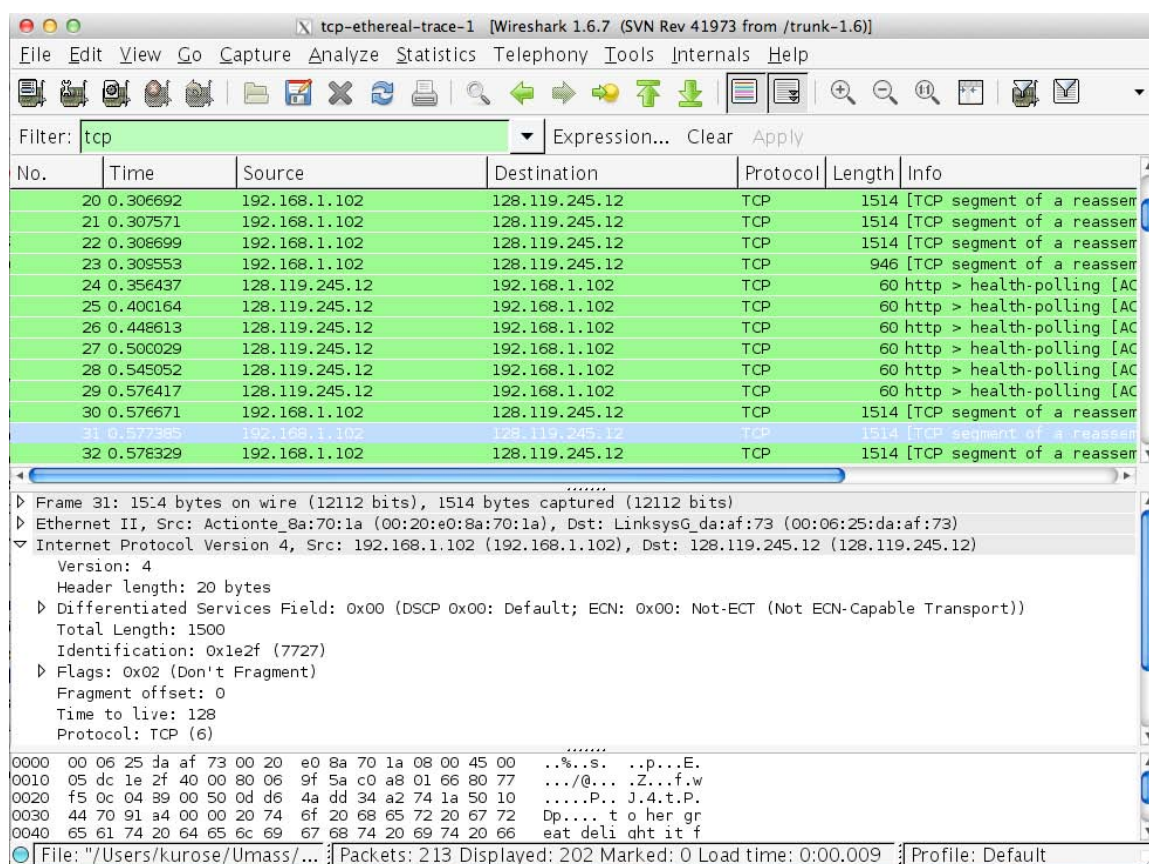 tcp-ethereal-trace-1 [Wireshark 1.6.7 (SVN Rev 41973 from /trunk-1.6)]
File Edit View Go Capture Analyze Statistics Telephony Tools Internals Help
Filter: tcp Expression... Clear Apply
No. Time Source Destination Protocol Length Info
20 0.306692 192.168.1.102 128.119.245.12 TCP 1514 [TCP segment of a reassem
21 0.307571 192.168.1.102 128.119.245.12 TCP 1514 [TCP segment of a reassem
22 0.308699 192.168.1.102 128.119.245.12 TCP 1514 [TCP segment of a reassem
23 0.309553 192.168.1.102 128.119.245.12 TCP 946 [TCP segment of a reassem
24 0.356437 128.119.245.12 192.168.1.102 TCP 60 http > health-polling [AC
25 0.400164 128.119.245.12 192.168.1.102 TCP 60 http > health-polling [AC
26 0.448613 128.119.245.12 192.168.1.102 TCP 60 http > health-polling [AC
27 0.500029 128.119.245.12 192.168.1.102 TCP 60 http > health-polling [AC
28 0.545052 128.119.245.12 192.168.1.102 TCP 60 http > health-polling [AC
29 0.576417 128.119.245.12 192.168.1.102 TCP 60 http > health-polling [AC
30 0.576671 192.168.1.102 128.119.245.12 TCP 1514 [TCP segment of a reassem
31 0.577385 192.168.1.102 128.119.245.12 TCP 1514 [TCP segment of a reassem
32 0.578329 192.168.1.102 128.119.245.12 TCP 1514 [TCP segment of a reassem
Frame 31: 1514 bytes on wire (12112 bits), 1514 bytes captured (12112 bits)
Ethernet II, Src: Actionte_8a:70:1a (00:20:e0:8a:70:1a), Dst: LinksysG_da:af:73 (00:06:25:da:af:73)
Internet Protocol Version 4, Src: 192.168.1.102 (192.168.1.102), Dst: 128.119.245.12 (128.119.245.12)
Version: 4
Header length: 20 bytes
Differentiated Services Field: 0x00 (DSCP 0x00: Default; ECN: 0x00: Not-ECT (Not ECN-Capable Transport))
Total Length: 1500
Identification: 0x1e2f (7727)
Flags: 0x02 (Don't Fragment)
Fragment offset: 0
Time to live: 128
Protocol: TCP (6)
0000 00 06 25 da af 73 00 20 e0 8a 70 1a 08 00 45 00 ..%..s. ..p...E.
0010 05 dc 1e 2f 40 00 80 06 9f 5a c0 a8 01 66 80 77 .../@... .Z...f.w
0020 f5 0c 04 89 00 50 0d d6 4a dd 34 a2 74 1a 50 10 .....P.. J.4.t.P.
0030 44 70 91 a4 00 00 20 74 6f 20 68 65 72 20 67 72 Dp.... t o her gr
0040 65 61 74 20 64 65 6c 69 67 68 74 20 69 74 20 66 eat deli ght it f
File: "/Users/kurose/Umass/... Packets: 213 Displayed: 202 Marked: 0 Load time: 0:00.009 Profile: Default